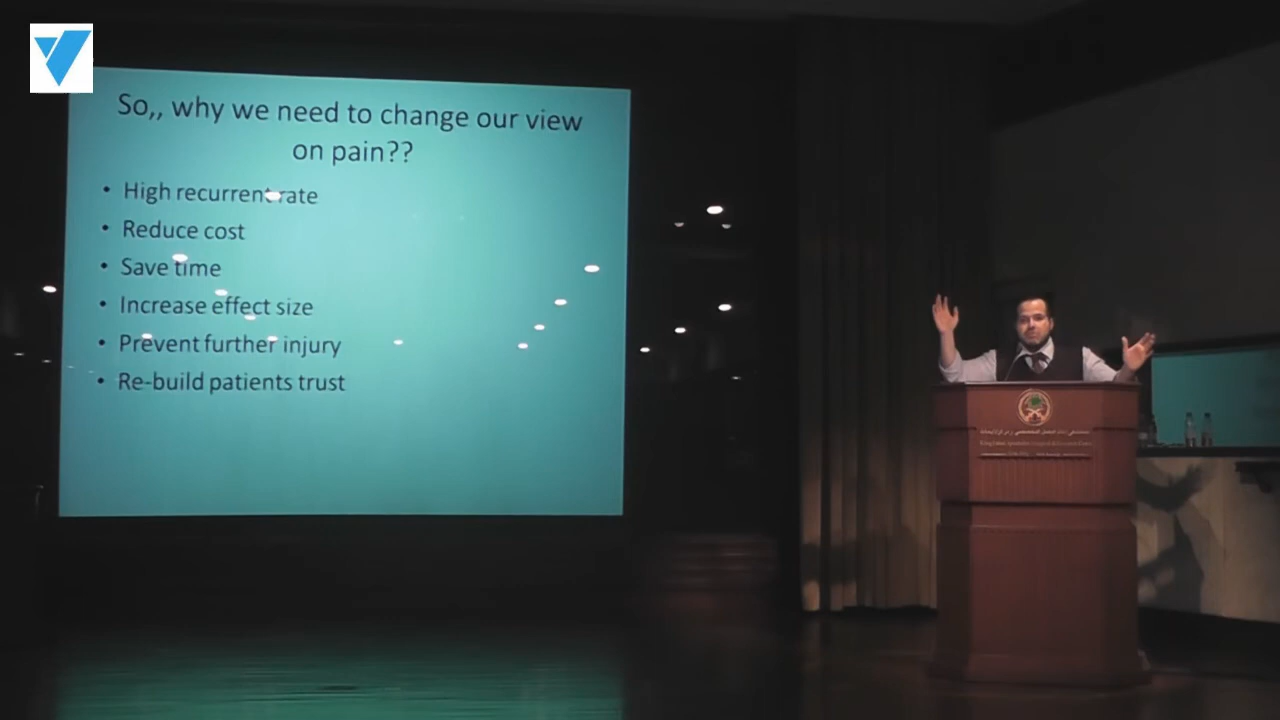 So,, why we need to change our view
on pain??
• High recurrent rate
• Reduce cost
• Save time
• Increase effect size
• Prevent further injury
• Re-build patients trust